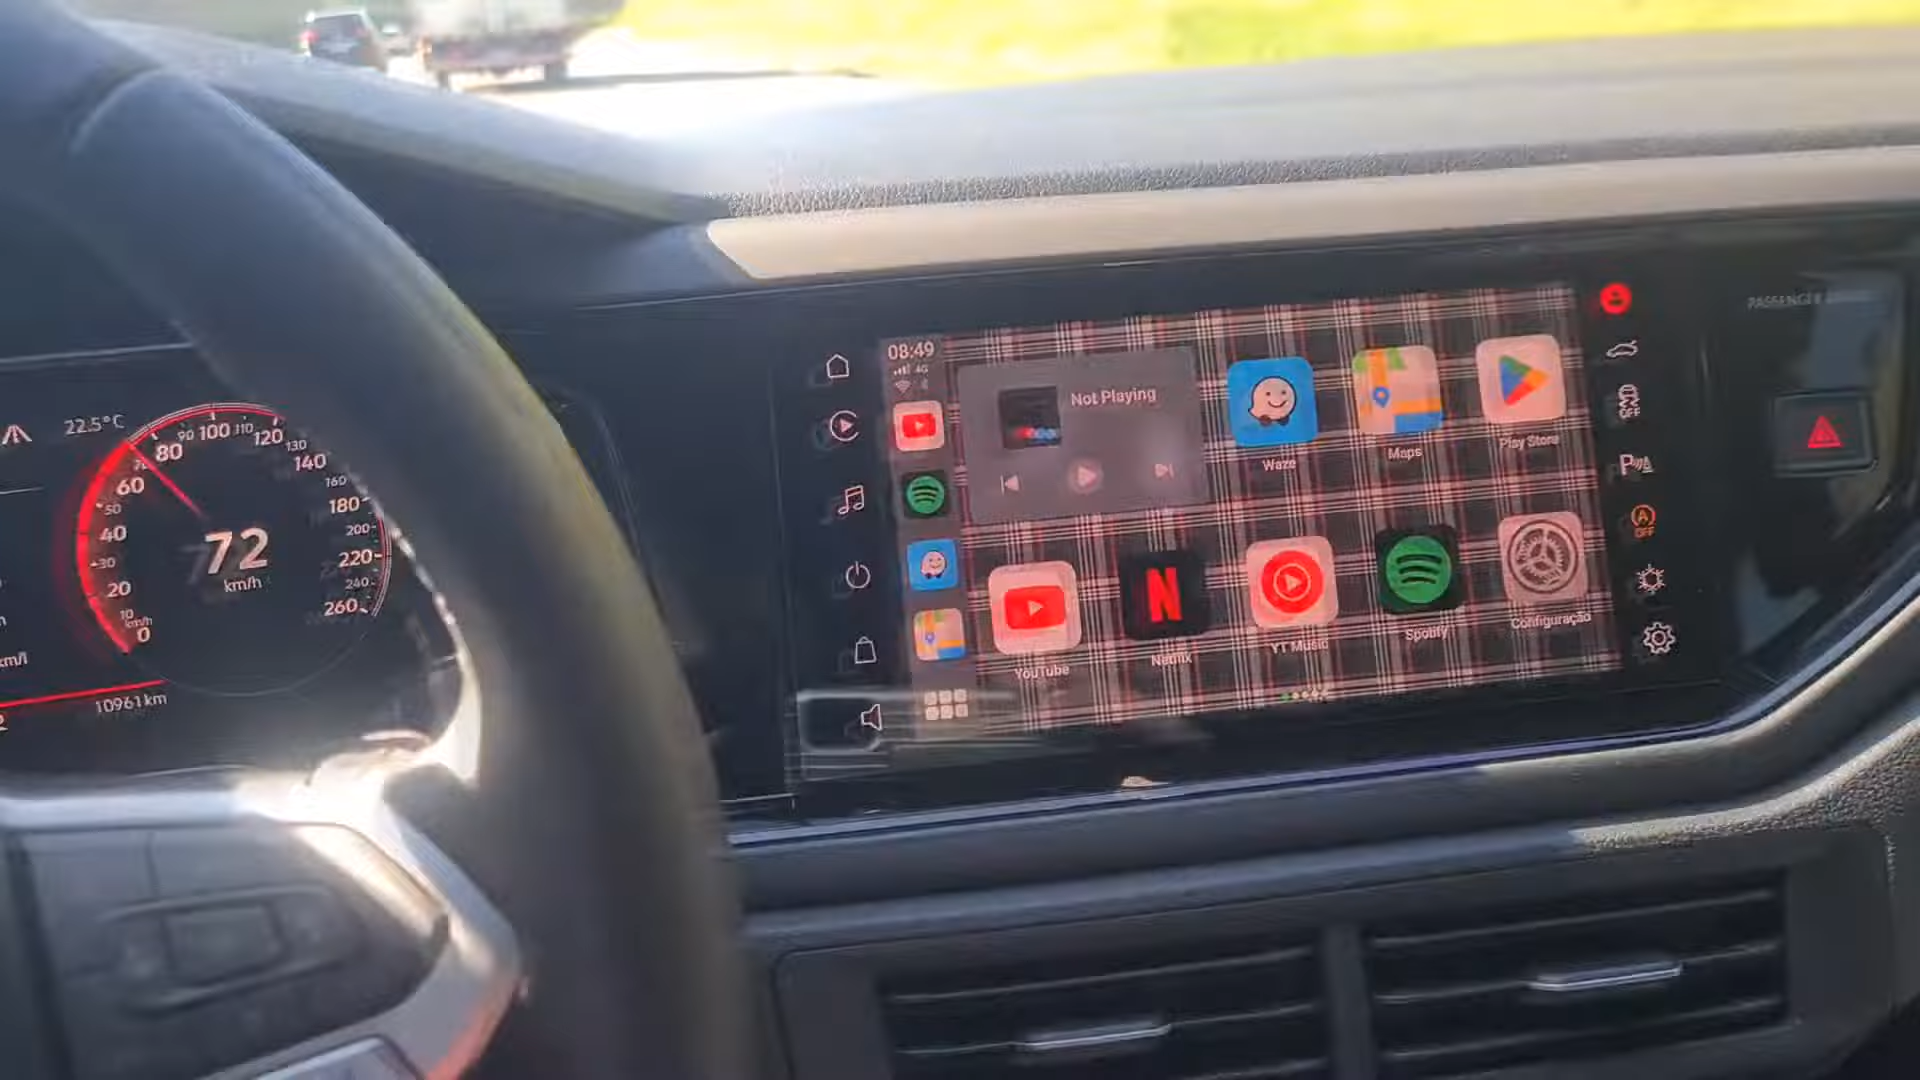 22.5°C
0
10
km/h
20
30
40
50
60
70
80
90
100
110
120
130
140
160
180
200
220
240
260
72
km/h
km/l
10961 km
08:49
4G
Not Playing
Waze
Maps
Play Store
YouTube
N
Netflix
YT Music
Spotify
Configuração
OFF
P
A
OFF
PASSENGER